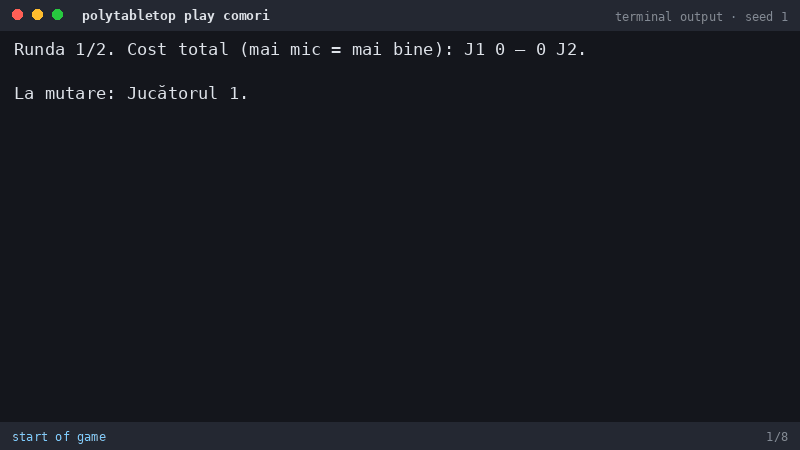 polytabletop play comori
terminal output · seed 1
Runda 1/2. Cost total (mai mic = mai bine): J1 0 — 0 J2.
La mutare: Jucătorul 1.
start of game
1/8